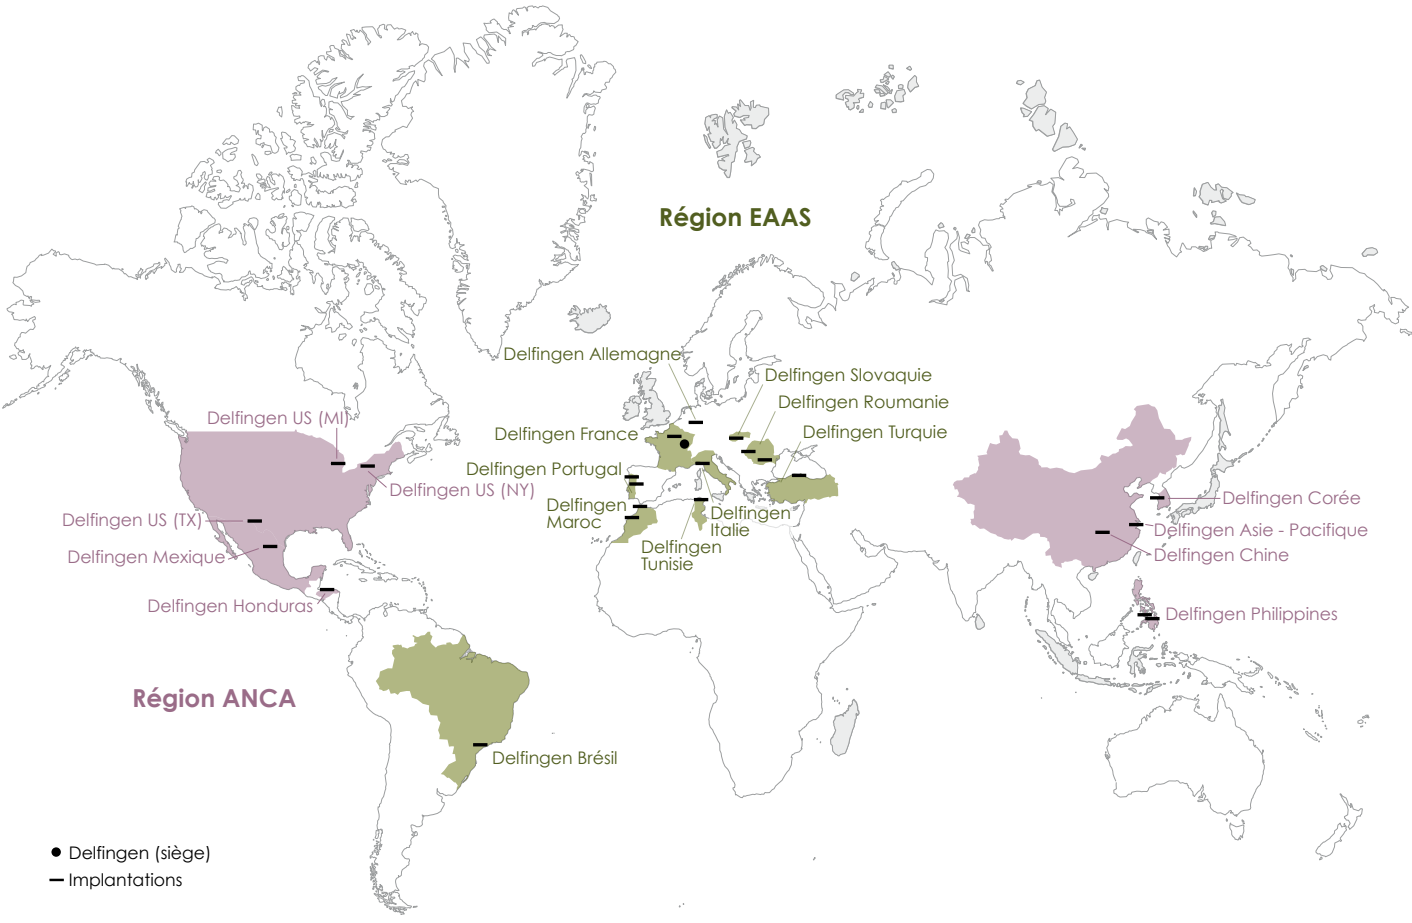 Région EAAS
Delfingen Allemagne
Delfingen Slovaquie
Delfingen Roumanie
Delfingen US (MI)
Delfingen France
Delfingen Turquie
Delfingen Portugal
Delfingen US (NY)
Delfingen Corée
Delfingen
Maroc
Delfingen
Italie
Delfingen US (TX)
Delfingen Asie - Pacifique
Delfingen
Tunisie
Delfingen Mexique
Delfingen Chine
Delfingen Honduras
Delfingen Philippines
Région ANCA
Delfingen Brésil
Delfingen (siège)
Implantations